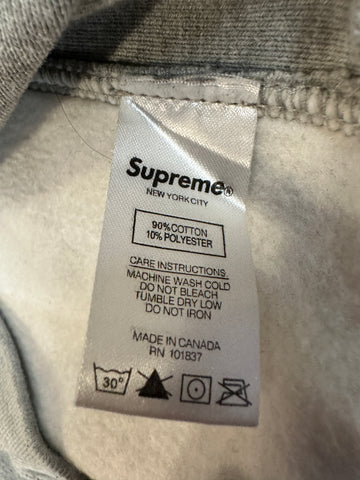 Supreme®
NEW YORK CITY
90% COTTON
10% POLYESTER
CARE INSTRUCTIONS
MACHINE WASH COLD
DO NOT BLEACH
TUMBLE DRY LOW
DO NOT IRON
MADE IN CANADA
RN 101837
30°